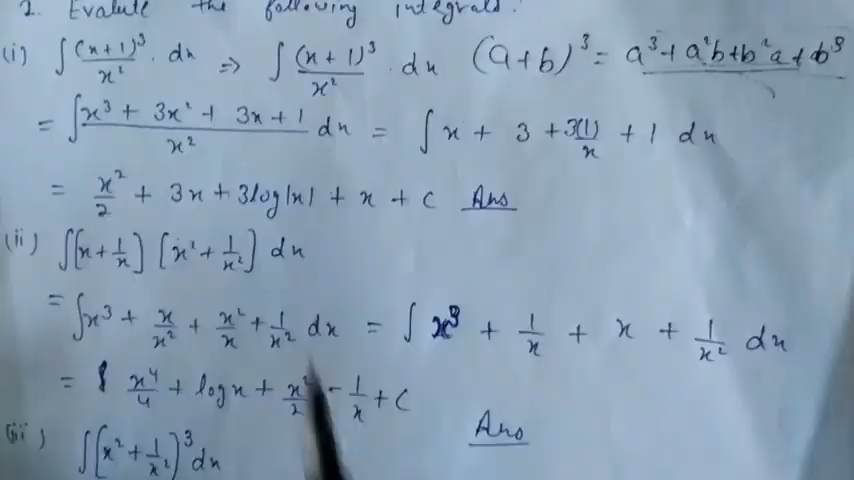 2. Evalute the following integrals.
(i) ∫ (x+1)³/x² . dx ⇒ ∫ (x+1)³/x² . dx (a+b)³ = a³+a²b+b²a+b³
= ∫ x³ + 3x² + 3x + 1 / x² dx = ∫ x + 3 + 3(1)/x + 1 dx
= x²/2 + 3x + 3log|x| + x + c Ans
(ii) ∫[x + 1/x] [x² + 1/x²] dx
= ∫x³ + x/x² + x²/x + 1/x² dx = ∫ x³ + 1/x + x + 1/x² dx
= x⁴/4 + logx + x²/2 - 1/x + c
Ans
(iii) ∫(x² + 1/x²)³ dx